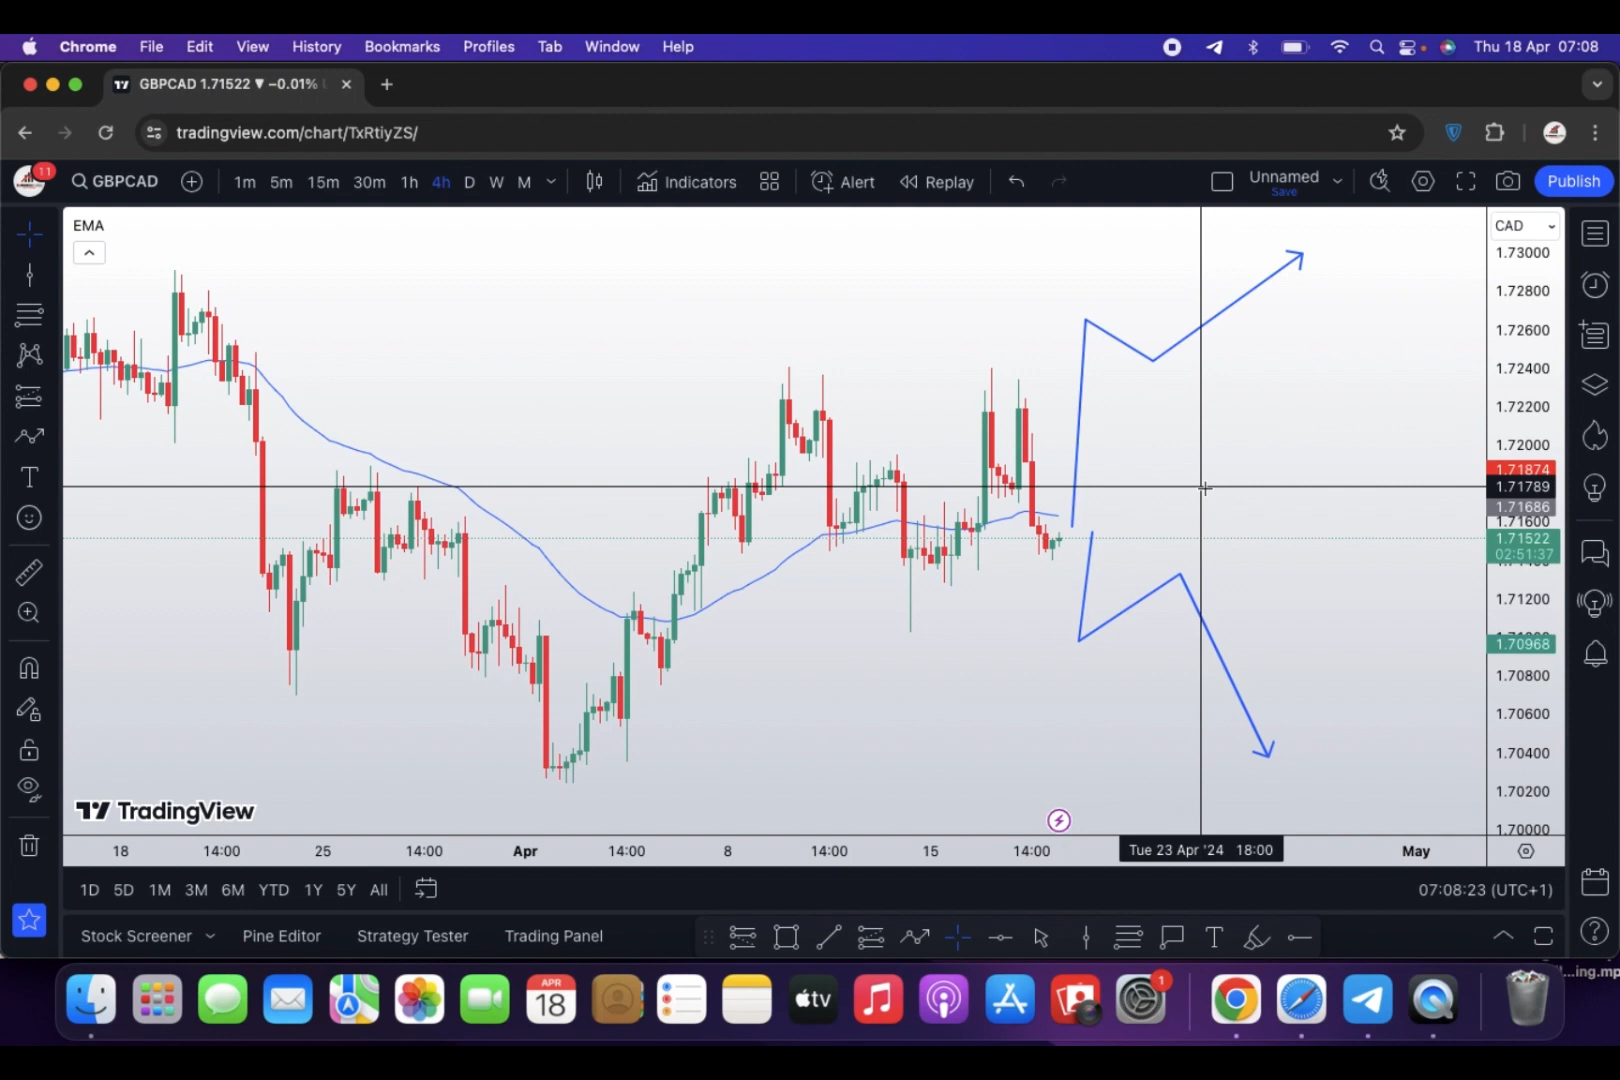 Chrome File Edit View History Bookmarks Profiles Tab Window Help Thu 18 Apr 07:08
GBPCAD 1.71522 ▼ −0.01%
tradingview.com/chart/TxRtiyZS/
11
GBPCAD 1m 5m 15m 30m 1h 4h D W M Indicators Alert Replay Unnamed Save Publish
EMA
CAD
1.73000
1.72800
1.72600
1.72400
1.72200
1.72000
1.71874
1.71789
1.71686
1.71600
1.71522
02:51:37
1.71200
1.70968
1.70800
1.70600
1.70400
1.70200
1.70000
TradingView
18 14:00 25 14:00 Apr 14:00 8 14:00 15 14:00 Tue 23 Apr '24 18:00 May
1D 5D 1M 3M 6M YTD 1Y 5Y All 07:08:23 (UTC+1)
Stock Screener Pine Editor Strategy Tester Trading Panel
...ing.mp
APR
18
tv
1